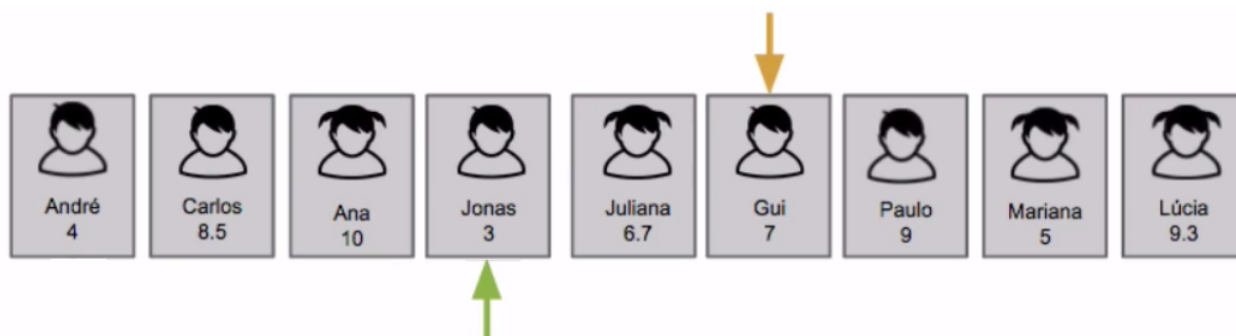 André
4
Carlos
8.5
Ana
10
Jonas
3
Juliana
6.7
Gui
7
Paulo
9
Mariana
5
Lúcia
9.3